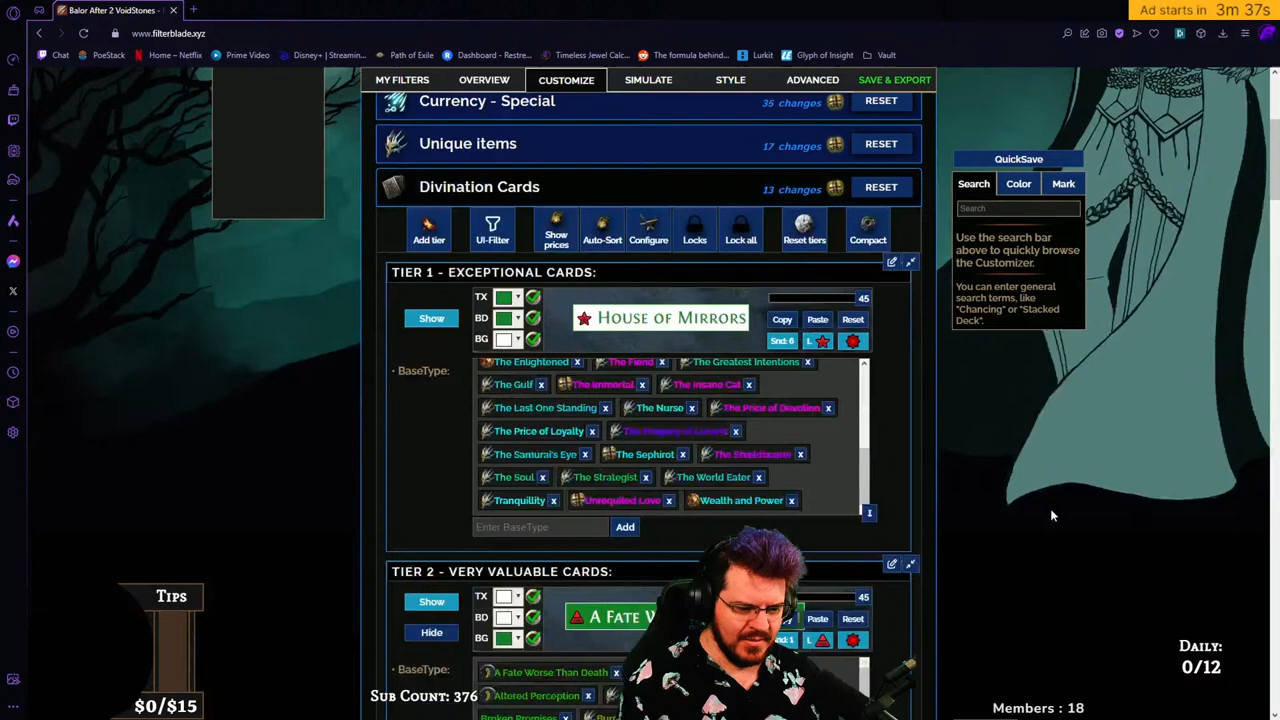 Balor After 2 VoidStones -
Ad starts in 3m 37s
www.filterblade.xyz
Chat
PoeStack
Home – Netflix
Prime Video
Disney+ | Streamin...
Path of Exile
Dashboard - Restre...
Timeless Jewel Calc...
The formula behind...
Lurkit
Glyph of Insight
Vault
MY FILTERS
OVERVIEW
CUSTOMIZE
SIMULATE
STYLE
ADVANCED
SAVE & EXPORT
Currency - Special
35 changes
RESET
Unique items
17 changes
RESET
Divination Cards
13 changes
RESET
Add tier
UI-Filter
Show prices
Auto-Sort
Configure
Locks
Lock all
Reset tiers
Compact
TIER 1 - EXCEPTIONAL CARDS:
Show
TX
BD
BG
House of Mirrors
45
Copy
Paste
Reset
Snd: 6
L
• BaseType:
The Enlightened x
The Fiend x
The Greatest Intentions x
The Gulf x
The Immortal x
The Insane Cat x
The Last One Standing x
The Nurse x
The Price of Devotion x
The Price of Loyalty x
The Samurai's Eye x
The Sephirot x
The Soul x
The Strategist x
The World Eater x
Tranquillity x
Unrequited Love x
Wealth and Power x
Enter BaseType
Add
TIER 2 - VERY VALUABLE CARDS:
Show
Hide
TX
BD
BG
A Fate W
45
Paste
Reset
Snd: 1
L
• BaseType:
A Fate Worse Than Death x
Altered Perception x
Broken Promises x
QuickSave
Search
Color
Mark
Search
Use the search bar
above to quickly browse
the Customizer.
You can enter general
search terms, like
"Chancing" or "Stacked
Deck".
Tips
$0/$15
Sub Count: 376
Daily:
0/12
Members : 18